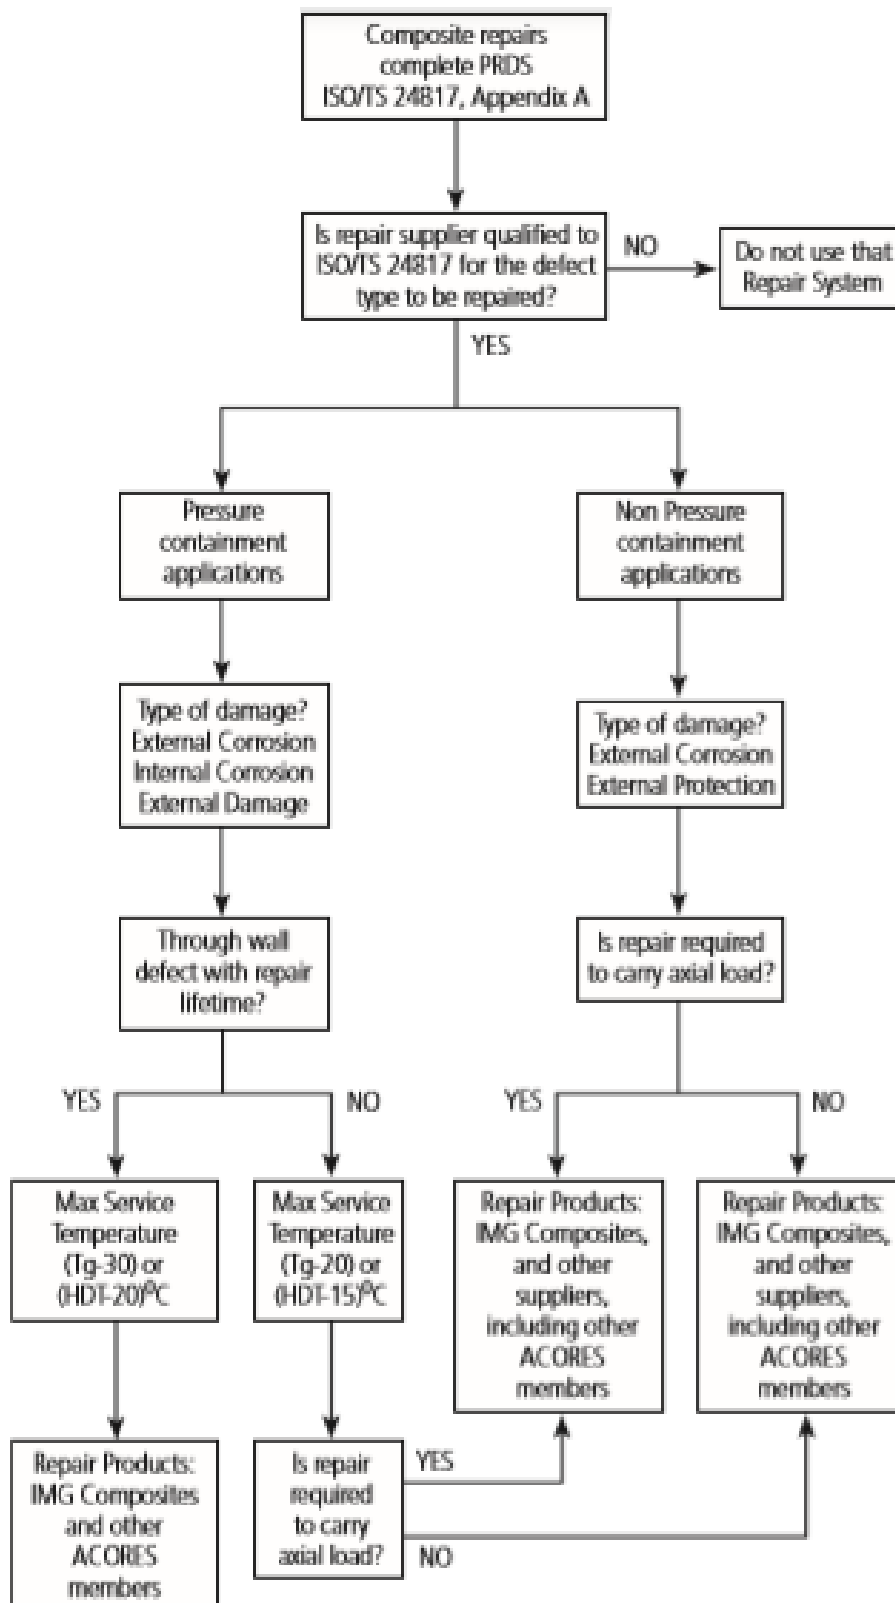 Composite repairs
complete PRDS
ISO/TS 24817, Appendix A
Is repair supplier qualified to
ISO/TS 24817 for the defect
type to be repaired?
NO
Do not use that
Repair System
YES
Pressure
containment
applications
Non Pressure
containment
applications
Type of damage?
External Corrosion
Internal Corrosion
External Damage
Type of damage?
External Corrosion
External Protection
Through wall
defect with repair
lifetime?
Is repair required
to carry axial load?
YES
NO
YES
NO
Max Service
Temperature
(Tg-30) or
(HDT-20)⁰C
Max Service
Temperature
(Tg-20) or
(HDT-15)⁰C
Repair Products:
IMG Composites,
and other
suppliers,
including other
ACORES
members
Repair Products:
IMG Composites,
and other
suppliers,
including other
ACORES
members
Repair Products:
IMG Composites
and other
ACORES
members
Is repair
required
to carry
axial load?
YES
NO